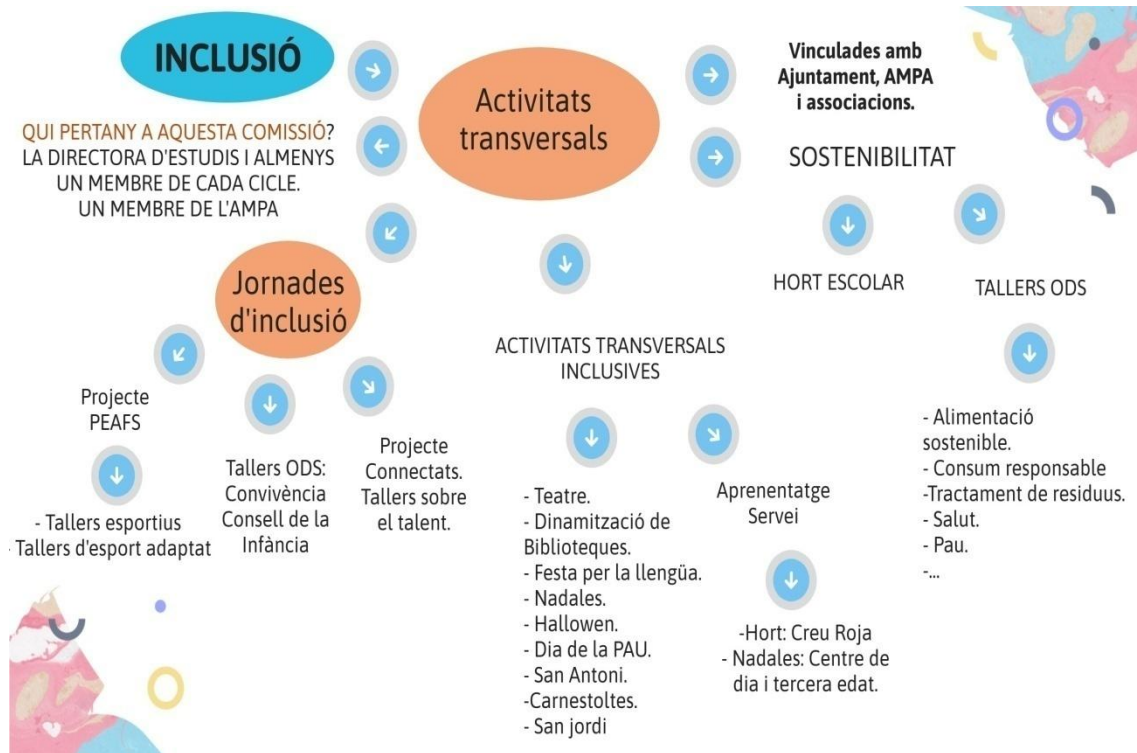 INCLUSIÓ
QUI PERTANY A AQUESTA COMISSIÓ?
LA DIRECTORA D'ESTUDIS I ALMENYS
UN MEMBRE DE CADA CICLE.
UN MEMBRE DE L'AMPA
Activitats
transversals
Vinculades amb
Ajuntament, AMPA
i associacions.
SOSTENIBILITAT
HORT ESCOLAR
TALLERS ODS
- Alimentació
sostenible.
- Consum responsable
-Tractament de residuus.
- Salut.
- Pau.
-...
Jornades
d'inclusió
Projecte
PEAFS
- Tallers esportius
- Tallers d'esport adaptat
Tallers ODS:
Convivència
Consell de la
Infància
Projecte
Connectats.
Tallers sobre
el talent.
ACTIVITATS TRANSVERSALS
INCLUSIVES
- Teatre.
- Dinamització de
Biblioteques.
- Festa per la llengüa.
- Nadales.
- Hallowen.
- Dia de la PAU.
- San Antoni.
-Carnestoltes.
- San jordi
Aprenentatge
Servei
-Hort: Creu Roja
- Nadales: Centre de
dia i tercera edat.